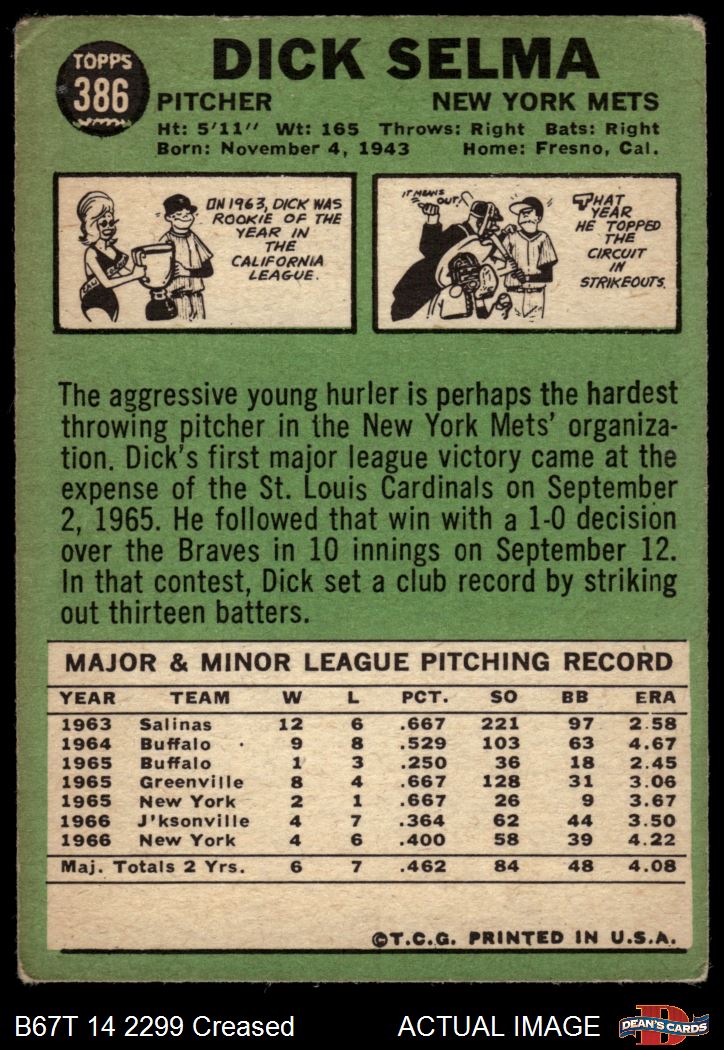 TOPPS
386
DICK SELMA
PITCHER NEW YORK METS
Ht: 5'11" Wt: 165 Throws: Right Bats: Right
Born: November 4, 1943 Home: Fresno, Cal.
IN 1963, DICK WAS
ROOKIE OF THE
YEAR IN
THE
CALIFORNIA
LEAGUE.
IT MEANS
OUT!
THAT
YEAR
HE TOPPED
THE
CIRCUIT
IN
STRIKEOUTS.
The aggressive young hurler is perhaps the hardest
throwing pitcher in the New York Mets' organiza-
tion. Dick's first major league victory came at the
expense of the St. Louis Cardinals on September
2, 1965. He followed that win with a 1-0 decision
over the Braves in 10 innings on September 12.
In that contest, Dick set a club record by striking
out thirteen batters.
MAJOR & MINOR LEAGUE PITCHING RECORD
YEAR TEAM W L PCT. SO BB ERA
1963 Salinas 12 6 .667 221 97 2.58
1964 Buffalo 9 8 .529 103 63 4.67
1965 Buffalo 1 3 .250 36 18 2.45
1965 Greenville 8 4 .667 128 31 3.06
1965 New York 2 1 .667 26 9 3.67
1966 J'ksonville 4 7 .364 62 44 3.50
1966 New York 4 6 .400 58 39 4.22
Maj. Totals 2 Yrs. 6 7 .462 84 48 4.08
©T.C.G. PRINTED IN U.S.A.
B67T 14 2299 Creased ACTUAL IMAGE
D
DEAN'S CARDS